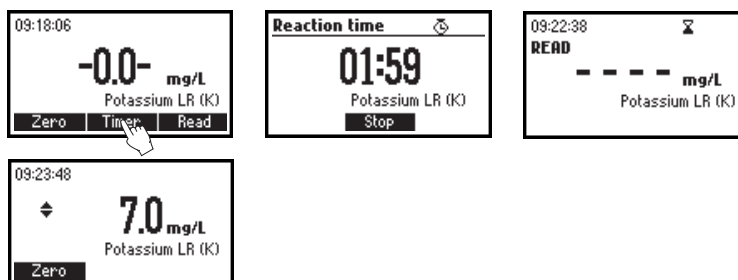 09:18:06
-0.0- mg/L
Potassium LR (K)
Zero Timer Read
Reaction time
01:59
Potassium LR (K)
Stop
09:22:38
READ
- - - - mg/L
Potassium LR (K)
09:23:48
7.0 mg/L
Potassium LR (K)
Zero